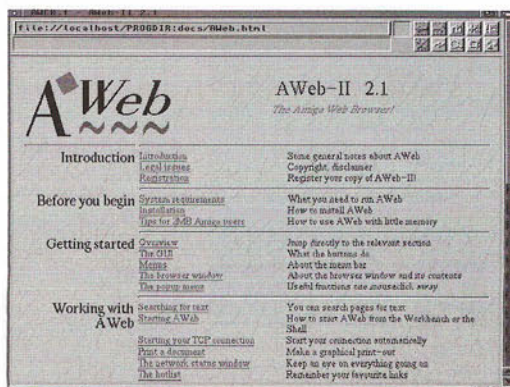 AWeb-II 2.1
file://localhost/PROGDIR:docs/AWeb.html
AWeb
AWeb-II 2.1
The Amiga Web Browser!
Introduction
Introduction Some general notes about AWeb
Legal issues Copyright, disclaimer
Registration Register your copy of AWeb-II!
Before you begin
System requirements What you need to run AWeb
Installation How to install AWeb
Tips for 2MB Amiga users How to use AWeb with little memory
Getting started
Overview Jump directly to the relevant section
The GUI What the buttons do
Menus About the menu bar
The browser window About the browser window and its contents
The popup menu Useful functions one mouseclick away
Working with
AWeb
Searching for text You can search pages for text
Starting AWeb How to start AWeb from the Workbench or the
Shell
Starting your TCP connection Start your connection automatically
Print a document Make a graphical print-out
The network status window Keep an eye on everything going on
The hotlist Remember your favourite links